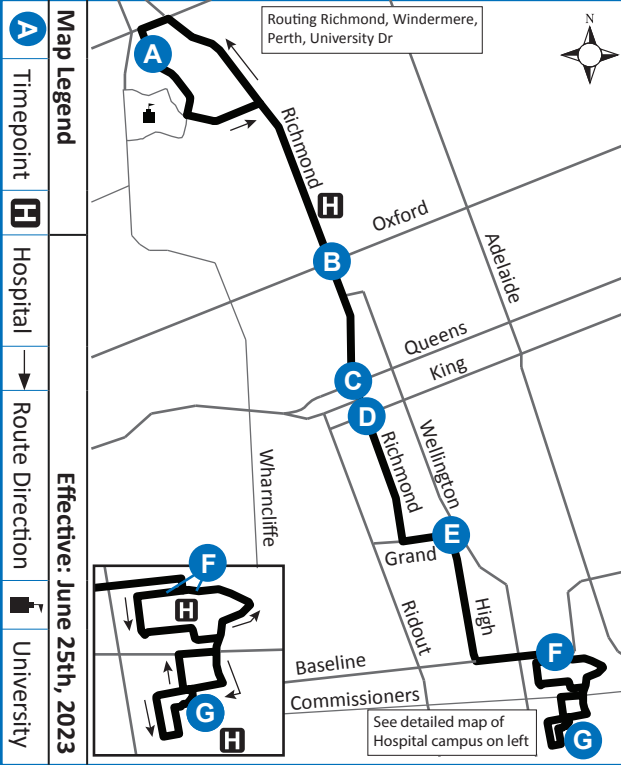 Routing Richmond, Windermere,
Perth, University Dr
N
A
Richmond
H
Oxford
Adelaide
B
Queens
King
C
D
Richmond
Wellington
Wharncliffe
E
Grand
Ridout
High
F
Baseline
Commissioners
G
See detailed map of
Hospital campus on left
F
H
G
H
Map Legend
Effective: June 25th, 2023
A Timepoint H Hospital Route Direction University